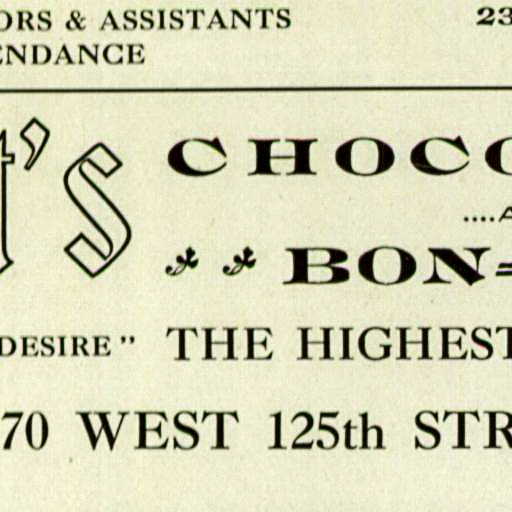 ORS & ASSISTANTS 23
ENDANCE
t's CHOCO
....A
BON=
DESIRE" THE HIGHEST
70 WEST 125th STR